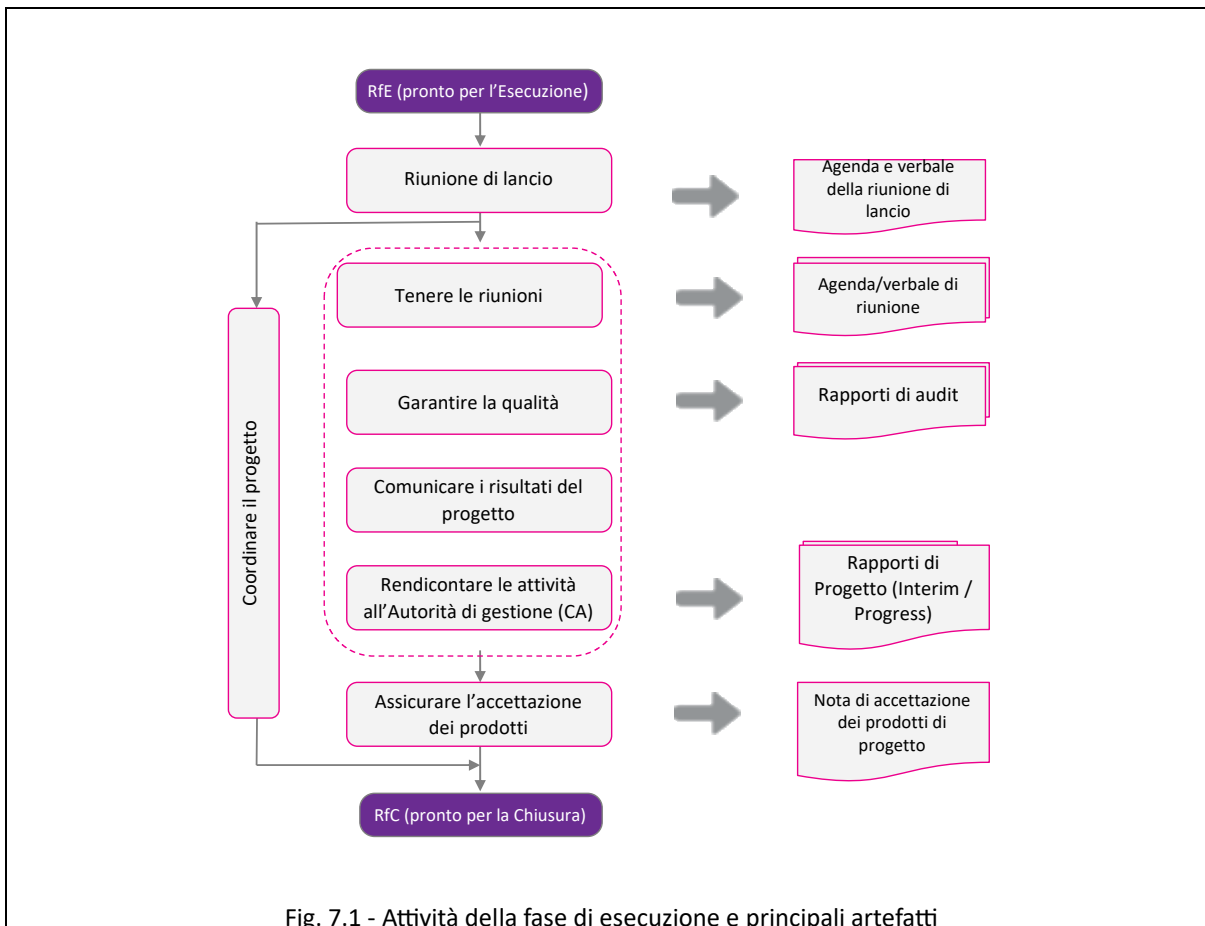 RfE (pronto per l’Esecuzione)
Riunione di lancio
Agenda e verbale
della riunione di
lancio
Tenere le riunioni
Agenda/verbale di
riunione
Garantire la qualità
Rapporti di audit
Coordinare il progetto
Comunicare i risultati del
progetto
Rendicontare le attività
all’Autorità di gestione (CA)
Rapporti di
Progetto (Interim /
Progress)
Assicurare l’accettazione
dei prodotti
Nota di accettazione
dei prodotti di
progetto
RfC (pronto per la Chiusura)
Fig. 7.1 - Attività della fase di esecuzione e principali artefatti